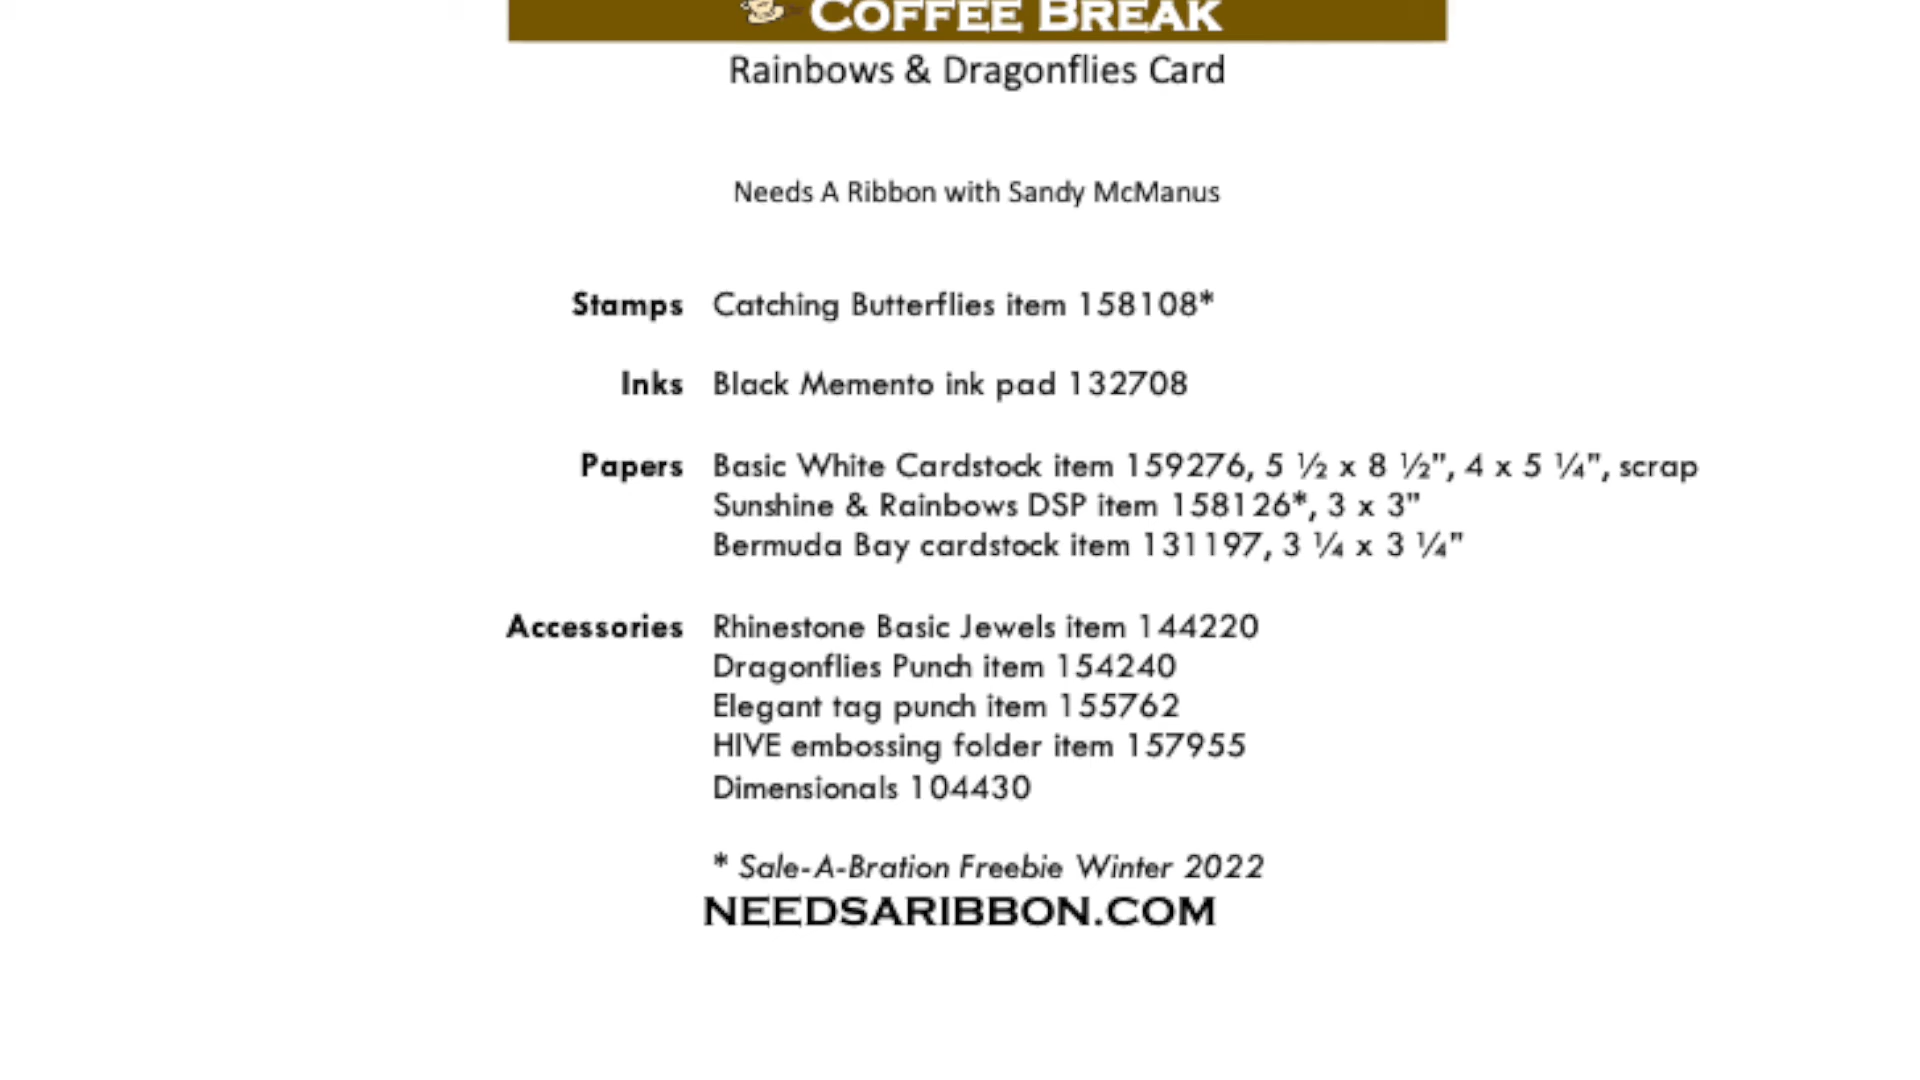 COFFEE BREAK
Rainbows & Dragonflies Card
Needs A Ribbon with Sandy McManus
Stamps Catching Butterflies item 158108*
Inks Black Memento ink pad 132708
Papers Basic White Cardstock item 159276, 5 ½ x 8 ½", 4 x 5 ¼", scrap
Sunshine & Rainbows DSP item 158126*, 3 x 3"
Bermuda Bay cardstock item 131197, 3 ¼ x 3 ¼"
Accessories Rhinestone Basic Jewels item 144220
Dragonflies Punch item 154240
Elegant tag punch item 155762
HIVE embossing folder item 157955
Dimensionals 104430
* Sale-A-Bration Freebie Winter 2022
NEEDSARIBBON.COM